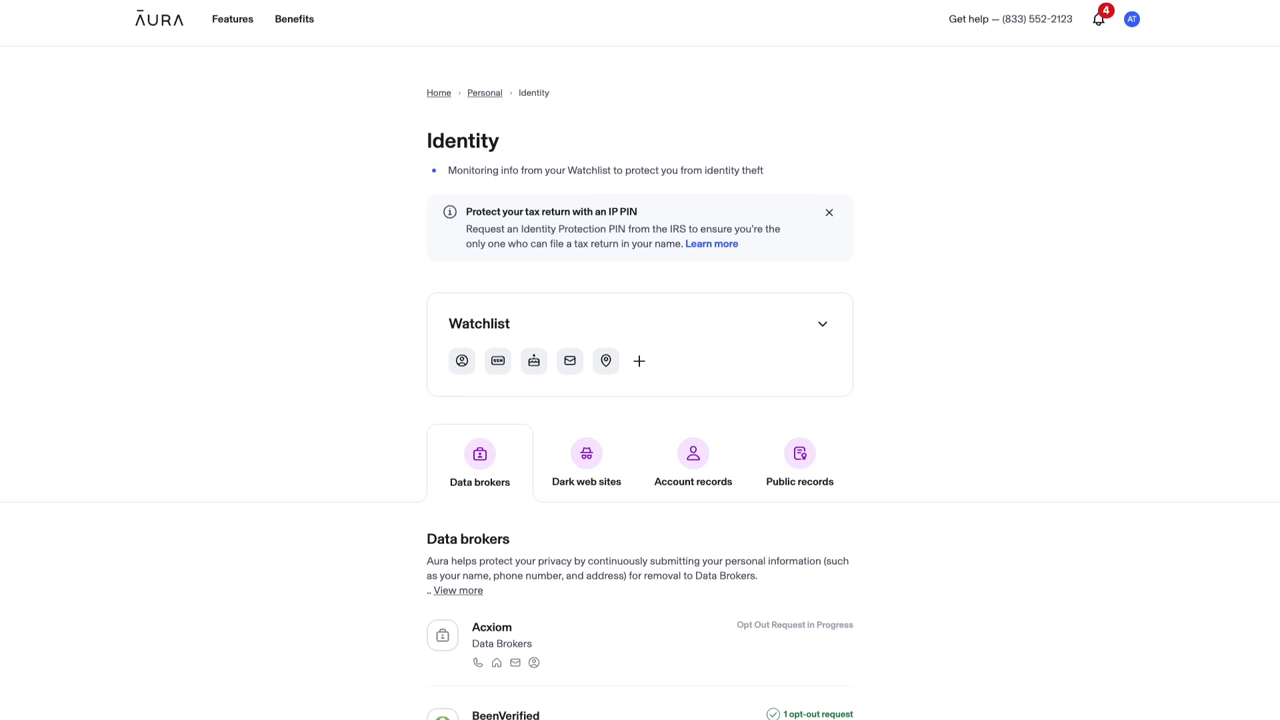 AURA
Features
Benefits
Get help — (833) 552-2123
4
AT
Home › Personal › Identity
Identity
• Monitoring info from your Watchlist to protect you from identity theft
Protect your tax return with an IP PIN
Request an Identity Protection PIN from the IRS to ensure you're the
only one who can file a tax return in your name. Learn more
Watchlist
SSN
Data brokers
Dark web sites
Account records
Public records
Data brokers
Aura helps protect your privacy by continuously submitting your personal information (such
as your name, phone number, and address) for removal to Data Brokers.
.. View more
Acxiom
Opt Out Request in Progress
Data Brokers
BeenVerified
1 opt-out request